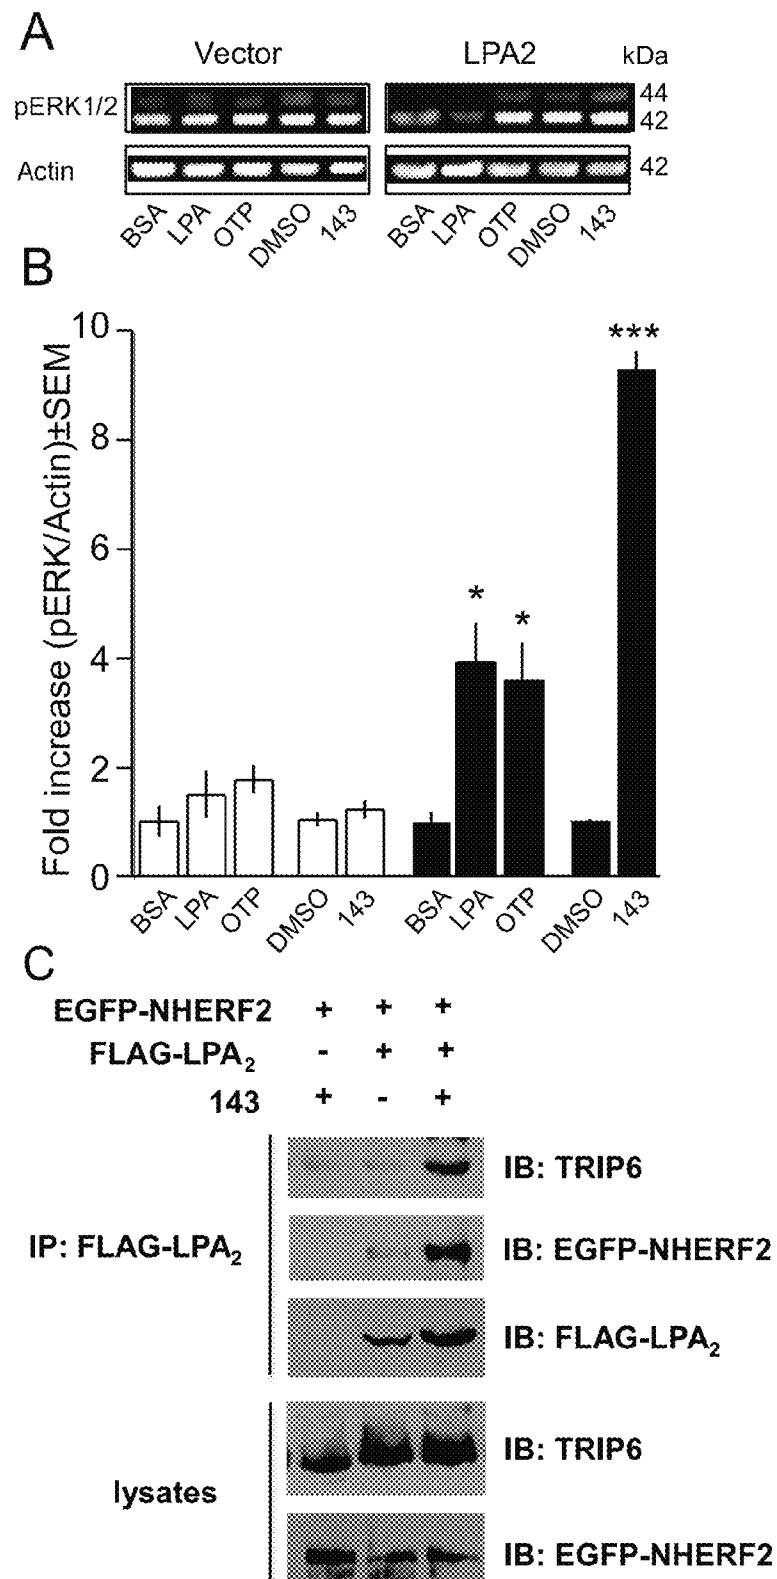 A
Vector LPA2 kDa
pERK1/2 44
42
Actin 42
BSA LPA OTP DMSO 143 BSA LPA OTP DMSO 143
B
Fold increase (pERK/Actin)±SEM
10
8
6
4
2
0
***
*
*
BSA LPA OTP DMSO 143 BSA LPA OTP DMSO 143
C
EGFP-NHERF2 + + +
FLAG-LPA2 - + +
143 + - +
IB: TRIP6
IP: FLAG-LPA2 IB: EGFP-NHERF2
IB: FLAG-LPA2
IB: TRIP6
lysates
IB: EGFP-NHERF2